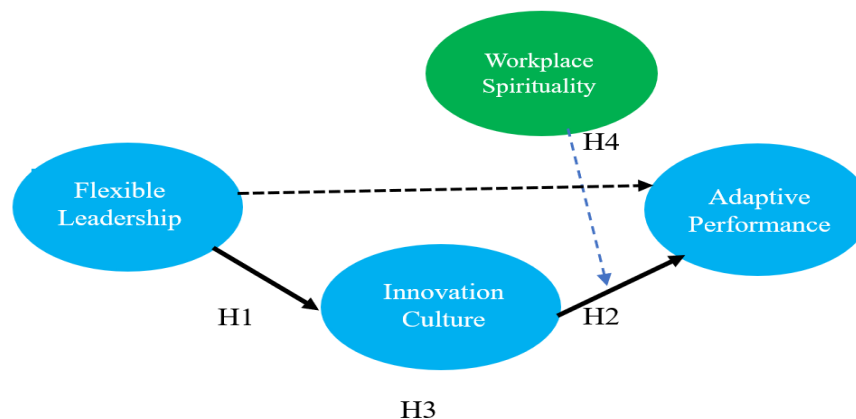 Workplace
Spirituality
H4
Flexible
Leadership
Adaptive
Performance
Innovation
Culture
H1
H2
H3